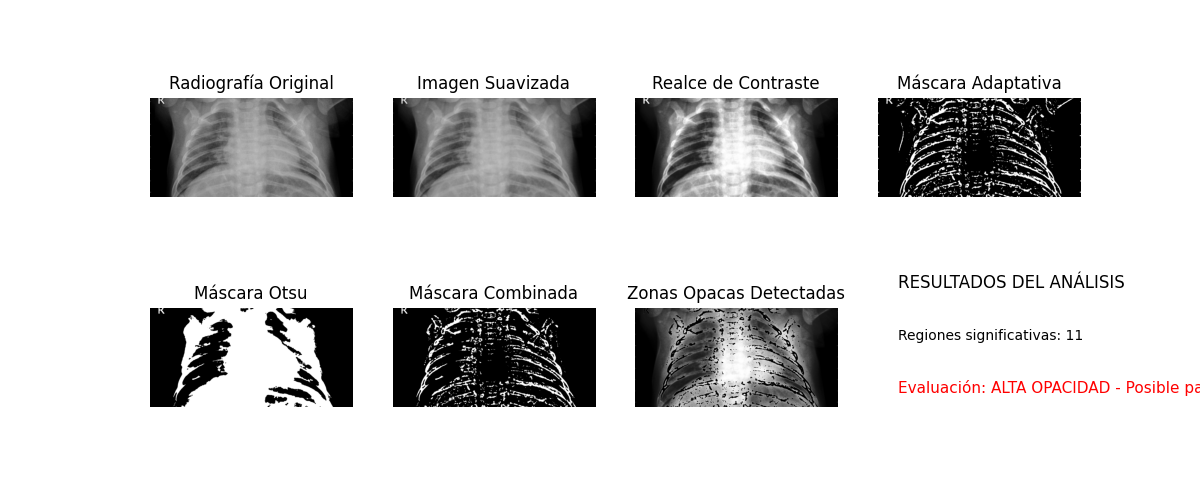 Radiografía Original
Imagen Suavizada
Realce de Contraste
Máscara Adaptativa
R
R
R
R
Máscara Otsu
Máscara Combinada
Zonas Opacas Detectadas
RESULTADOS DEL ANÁLISIS
R
R
Regiones significativas: 11
Evaluación: ALTA OPACIDAD - Posible pa